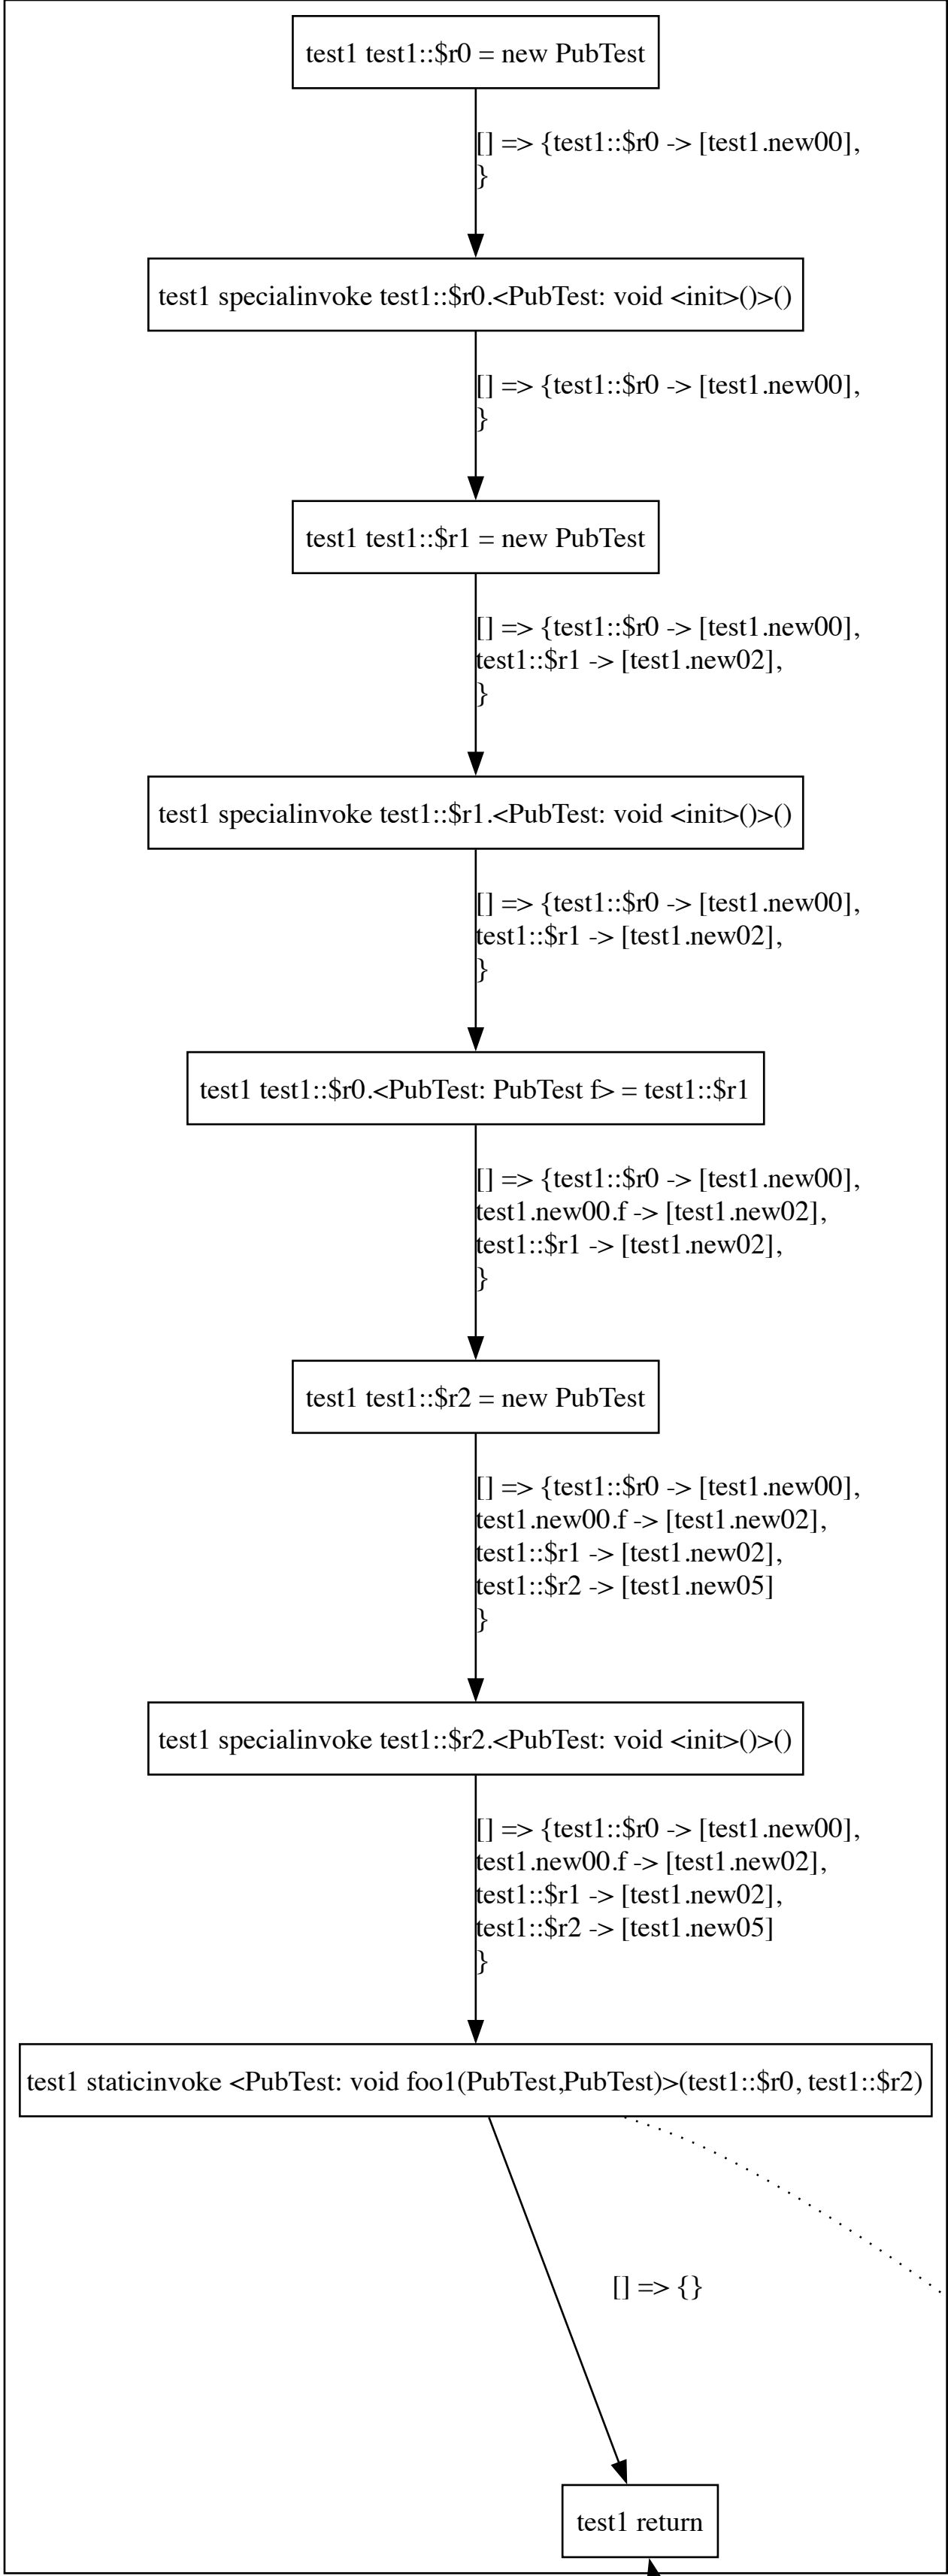 test1 test1::$r0 = new PubTest
[] => {test1::$r0 -> [test1.new00],
}
test1 specialinvoke test1::$r0.<PubTest: void <init>()>()
[] => {test1::$r0 -> [test1.new00],
}
test1 test1::$r1 = new PubTest
[] => {test1::$r0 -> [test1.new00],
test1::$r1 -> [test1.new02],
}
test1 specialinvoke test1::$r1.<PubTest: void <init>()>()
[] => {test1::$r0 -> [test1.new00],
test1::$r1 -> [test1.new02],
}
test1 test1::$r0.<PubTest: PubTest f> = test1::$r1
[] => {test1::$r0 -> [test1.new00],
test1.new00.f -> [test1.new02],
test1::$r1 -> [test1.new02],
}
test1 test1::$r2 = new PubTest
[] => {test1::$r0 -> [test1.new00],
test1.new00.f -> [test1.new02],
test1::$r1 -> [test1.new02],
test1::$r2 -> [test1.new05]
}
test1 specialinvoke test1::$r2.<PubTest: void <init>()>()
[] => {test1::$r0 -> [test1.new00],
test1.new00.f -> [test1.new02],
test1::$r1 -> [test1.new02],
test1::$r2 -> [test1.new05]
}
test1 staticinvoke <PubTest: void foo1(PubTest,PubTest)>(test1::$r0, test1::$r2)
[] => {}
test1 return